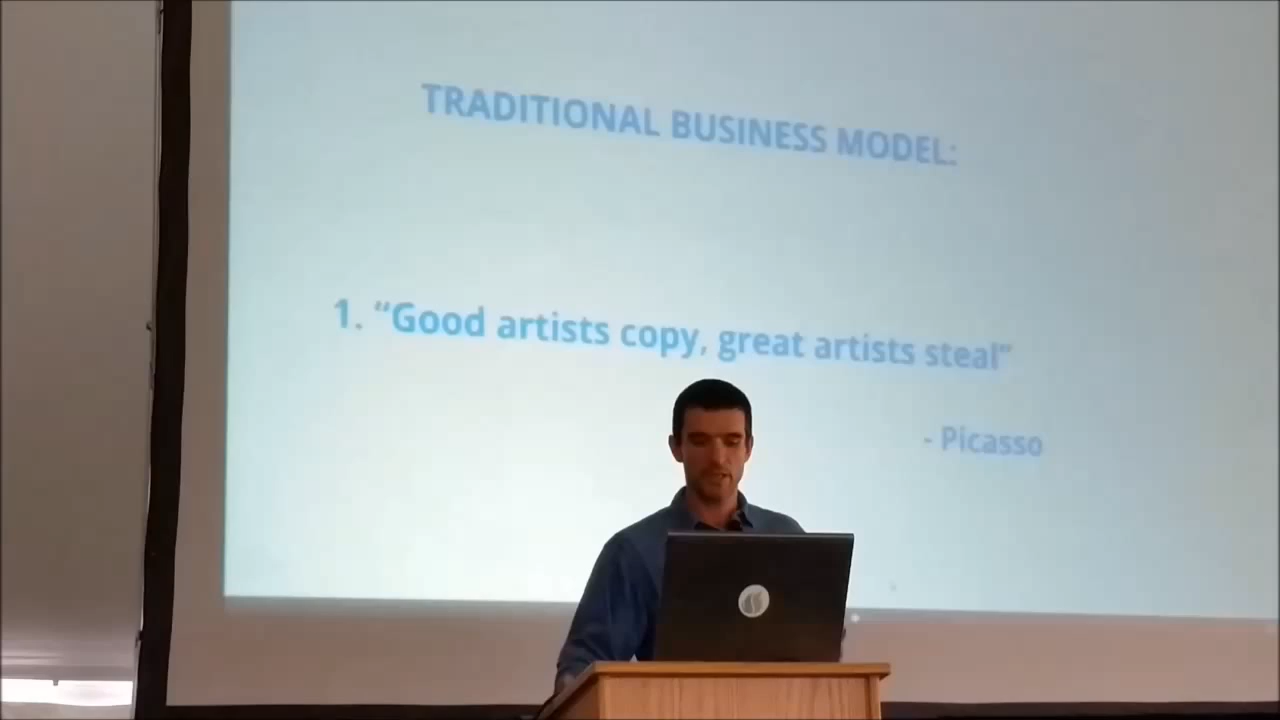 TRADITIONAL BUSINESS MODEL:
1. “Good artists copy, great artists steal”
- Picasso